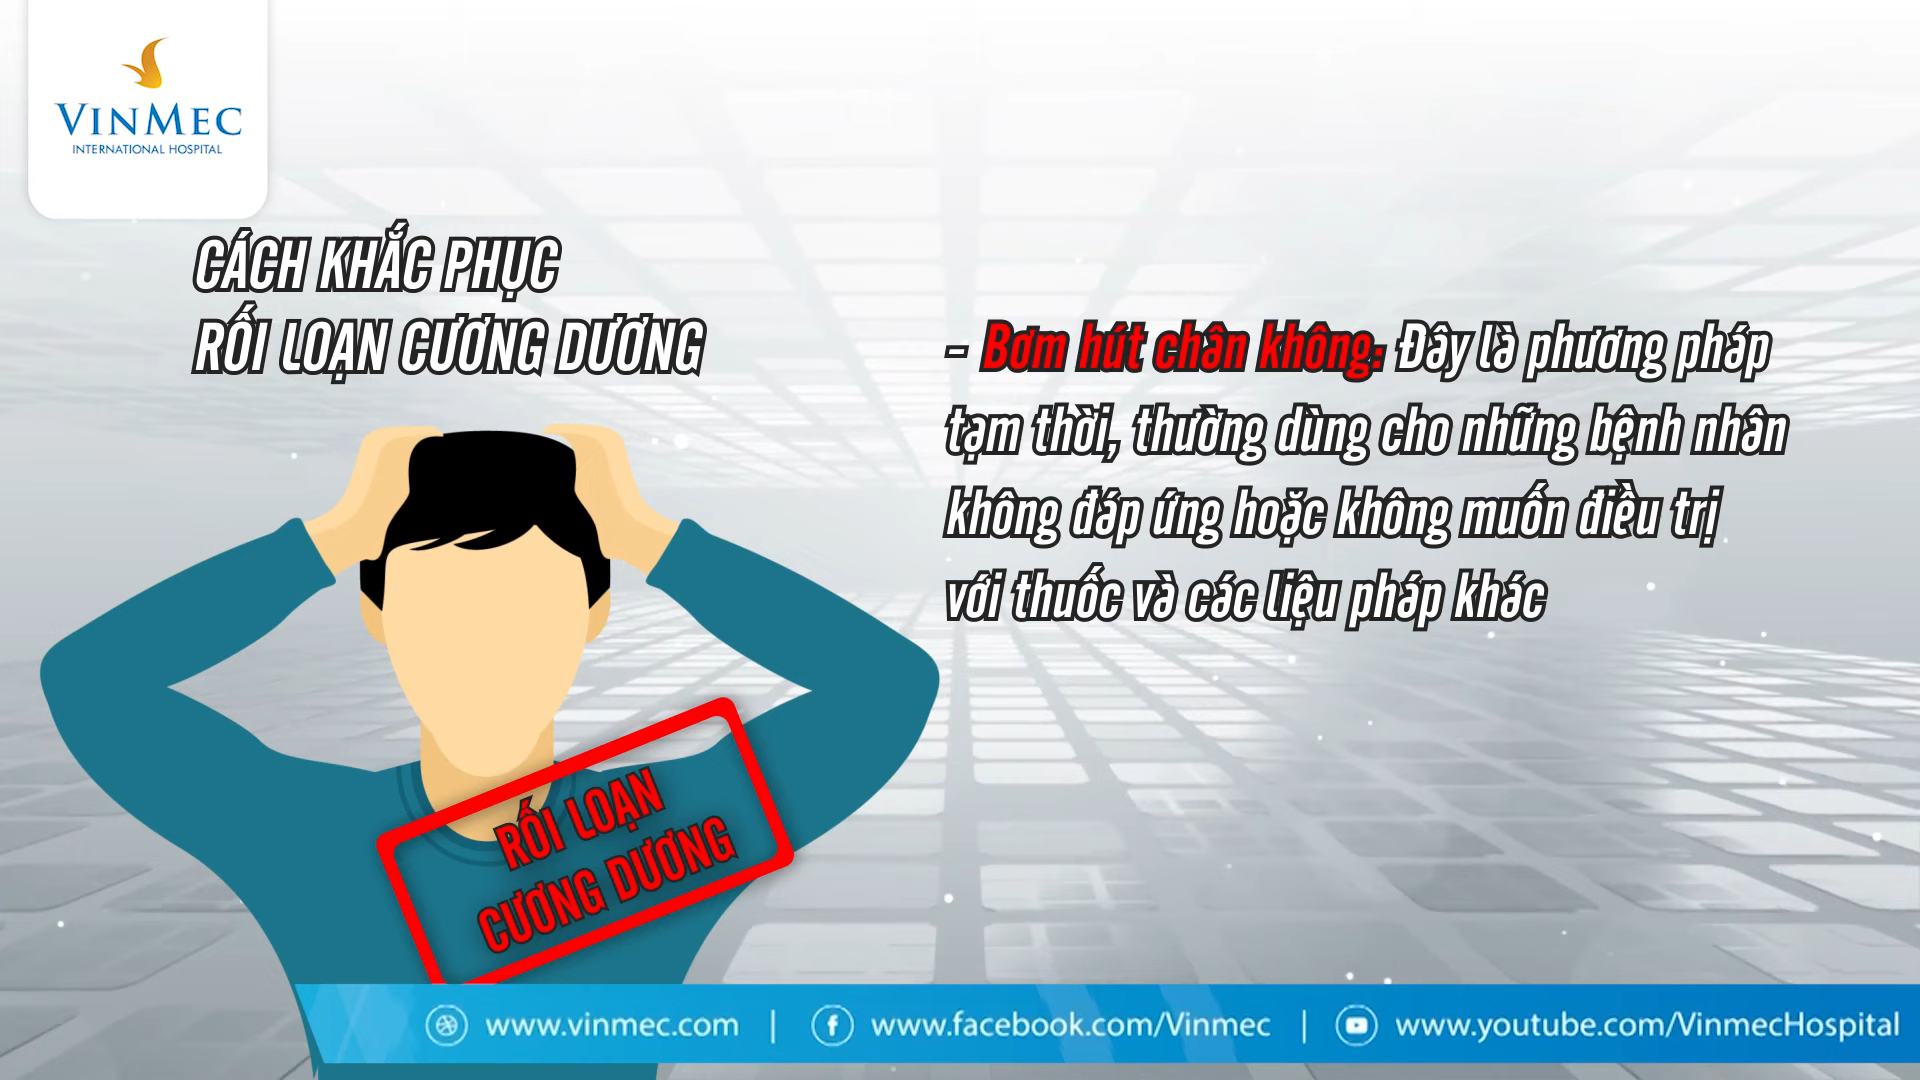 VINMEC
INTERNATIONAL HOSPITAL
CÁCH KHẮC PHỤC
RỐI LOẠN CƯƠNG DƯƠNG
- Bơm hút chân không: Đây là phương pháp
tạm thời, thường dùng cho những bệnh nhân
không đáp ứng hoặc không muốn điều trị
với thuốc và các liệu pháp khác
RỐI LOẠN
CƯƠNG DƯƠNG
www.vinmec.com | www.facebook.com/Vinmec | www.youtube.com/VinmecHospital